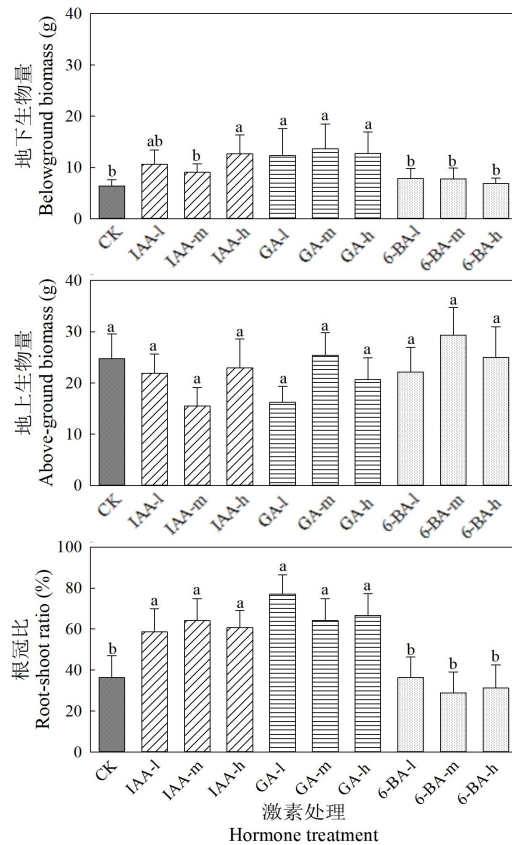 地下生物量
Belowground biomass (g)
40
30
20
10
0
b
ab
b
a
a
a
a
b
b
b
CK
IAA-l
IAA-m
IAA-h
GA-l
GA-m
GA-h
6-BA-l
6-BA-m
6-BA-h
地上生物量
Above-ground biomass (g)
40
30
20
10
0
a
a
a
a
a
a
a
a
a
a
CK
IAA-l
IAA-m
IAA-h
GA-l
GA-m
GA-h
6-BA-l
6-BA-m
6-BA-h
根冠比
Root-shoot ratio (%)
100
80
60
40
20
0
b
a
a
a
a
a
a
b
b
b
CK
IAA-l
IAA-m
IAA-h
GA-l
GA-m
GA-h
6-BA-l
6-BA-m
6-BA-h
激素处理
Hormone treatment